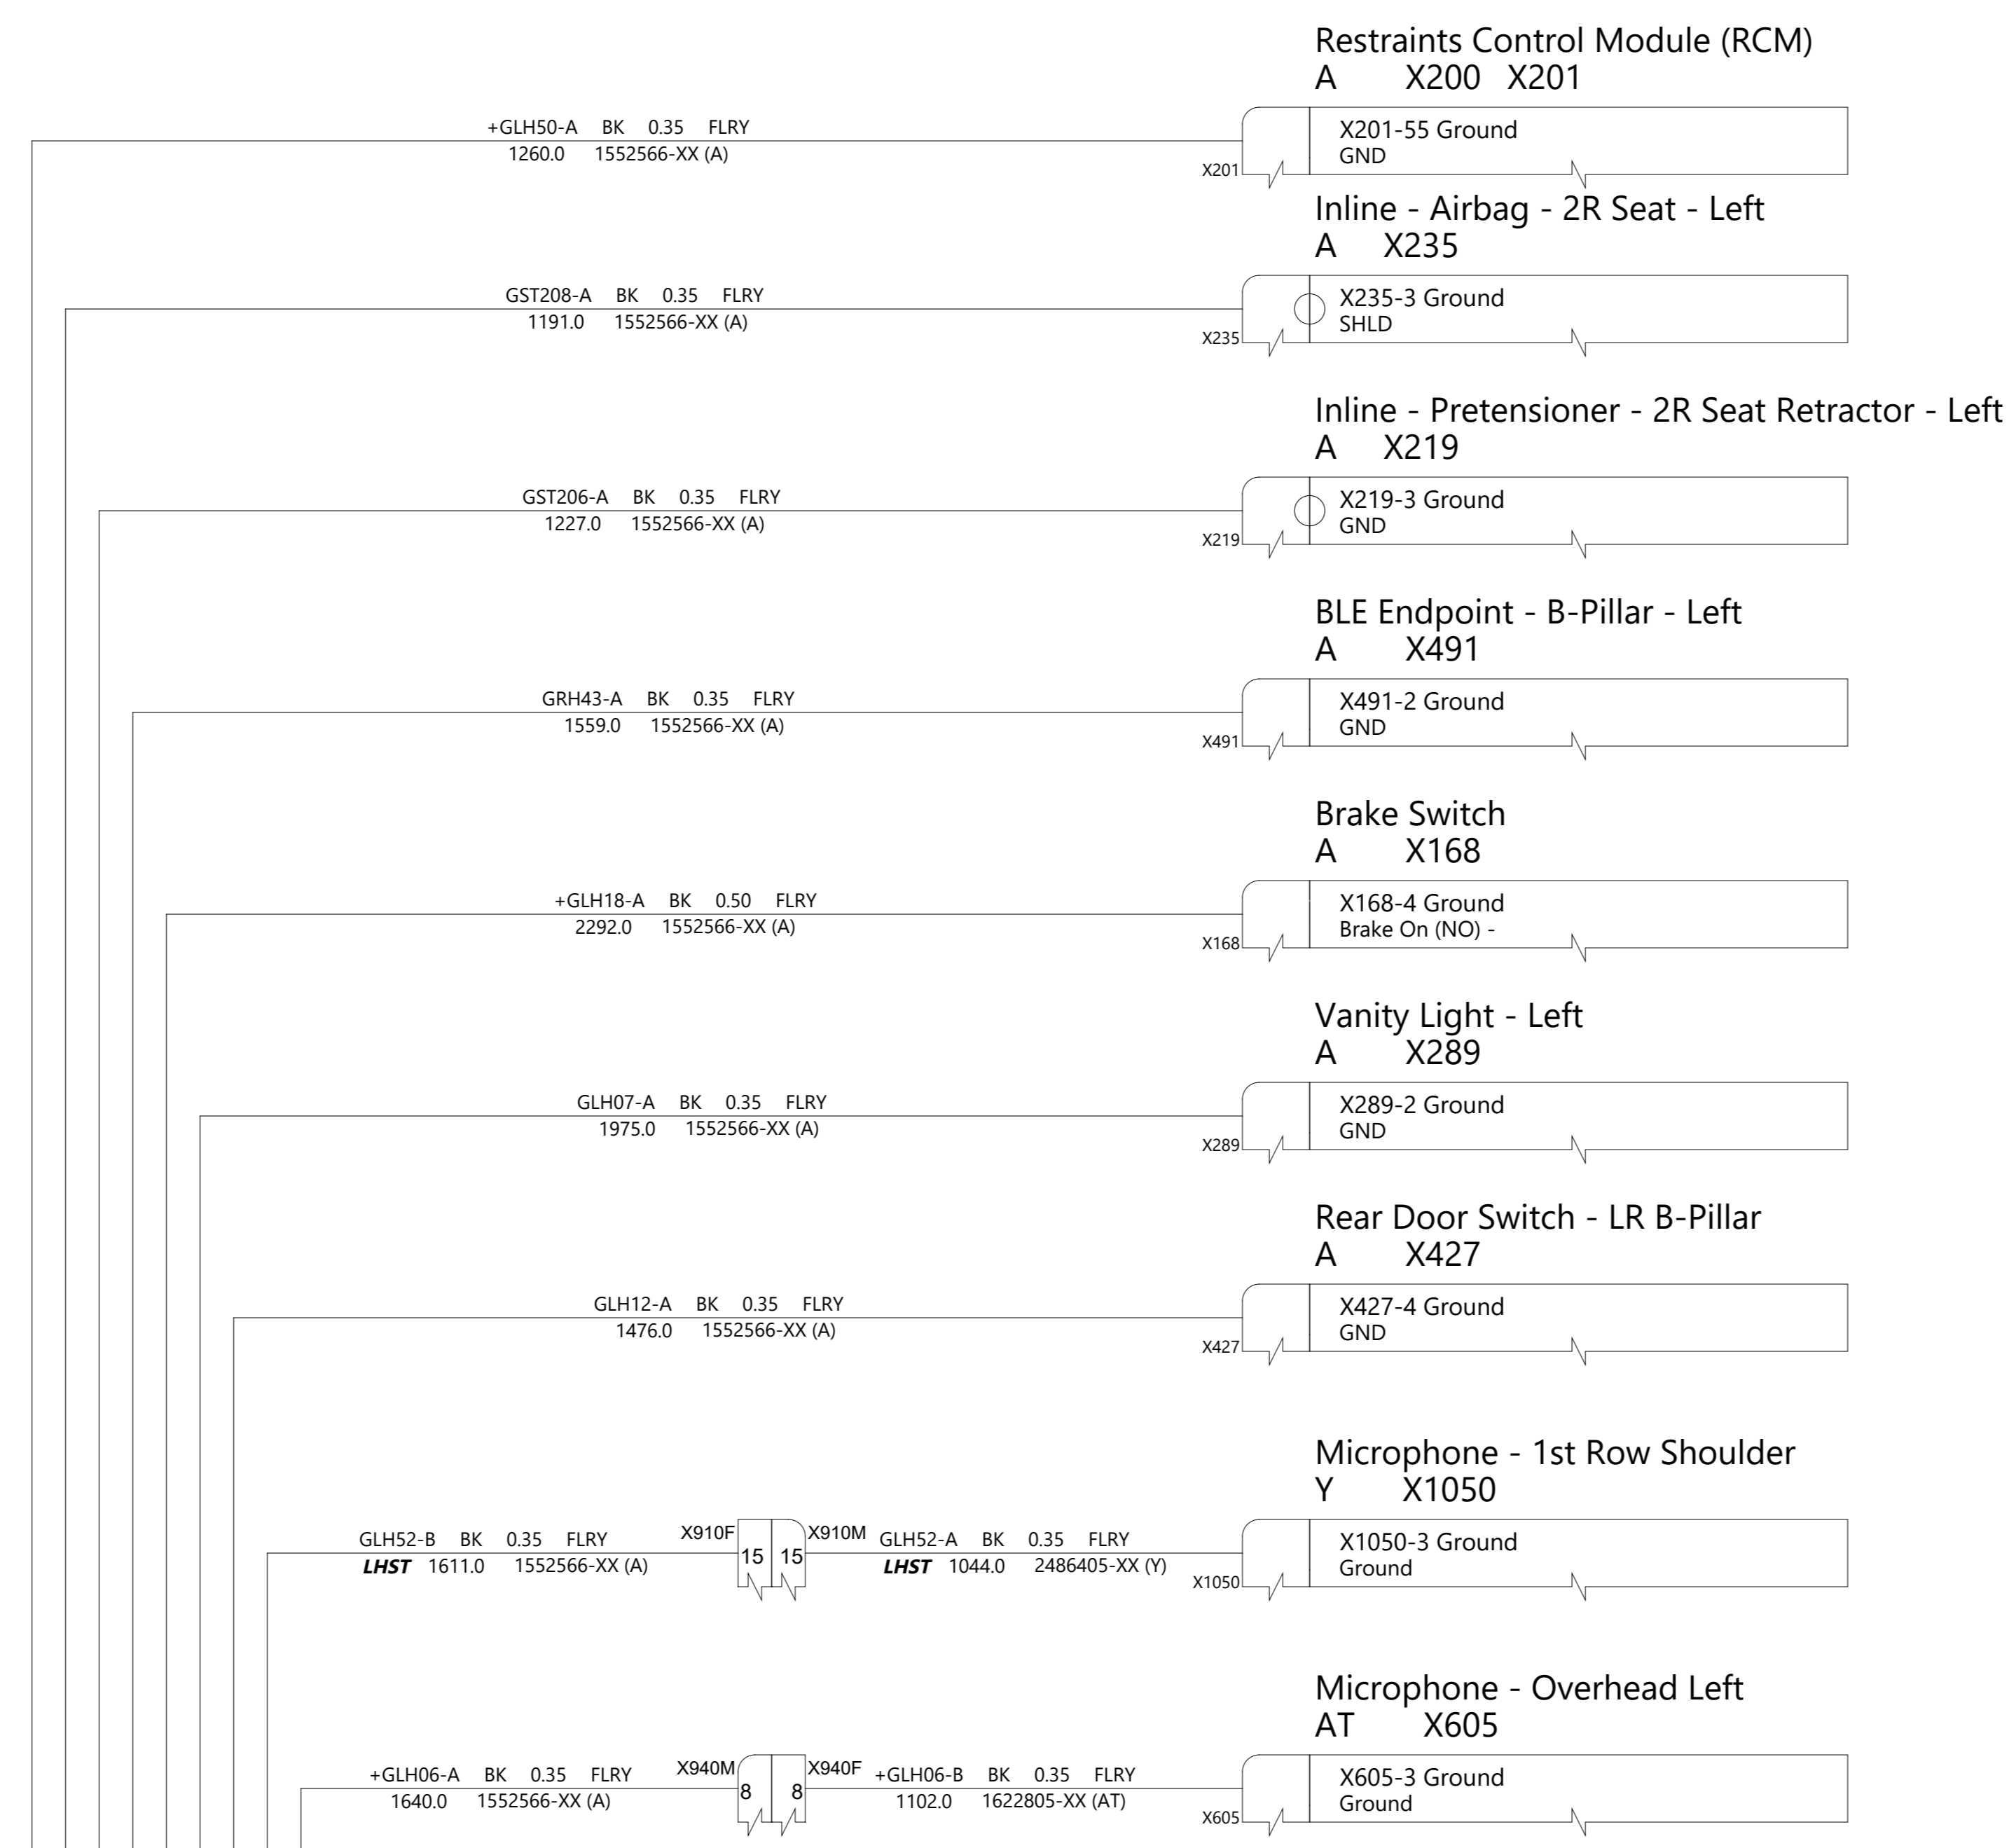 Restraints Control Module (RCM)
A X200 X201
+GLH50-A BK 0.35 FLRY
1260.0 1552566-XX (A)
X201
X201-55 Ground
GND
Inline - Airbag - 2R Seat - Left
A X235
GST208-A BK 0.35 FLRY
1191.0 1552566-XX (A)
X235
X235-3 Ground
SHLD
Inline - Pretensioner - 2R Seat Retractor - Left
A X219
GST206-A BK 0.35 FLRY
1227.0 1552566-XX (A)
X219
X219-3 Ground
GND
BLE Endpoint - B-Pillar - Left
A X491
GRH43-A BK 0.35 FLRY
1559.0 1552566-XX (A)
X491
X491-2 Ground
GND
Brake Switch
A X168
+GLH18-A BK 0.50 FLRY
2292.0 1552566-XX (A)
X168
X168-4 Ground
Brake On (NO) -
Vanity Light - Left
A X289
GLH07-A BK 0.35 FLRY
1975.0 1552566-XX (A)
X289
X289-2 Ground
GND
Rear Door Switch - LR B-Pillar
A X427
GLH12-A BK 0.35 FLRY
1476.0 1552566-XX (A)
X427
X427-4 Ground
GND
Microphone - 1st Row Shoulder
Y X1050
GLH52-B BK 0.35 FLRY
LHST 1611.0 1552566-XX (A)
X910F
15
15
X910M
GLH52-A BK 0.35 FLRY
LHST 1044.0 2486405-XX (Y)
X1050
X1050-3 Ground
Ground
Microphone - Overhead Left
AT X605
+GLH06-A BK 0.35 FLRY
1640.0 1552566-XX (A)
X940M
8
8
X940F
+GLH06-B BK 0.35 FLRY
1102.0 1622805-XX (AT)
X605
X605-3 Ground
Ground